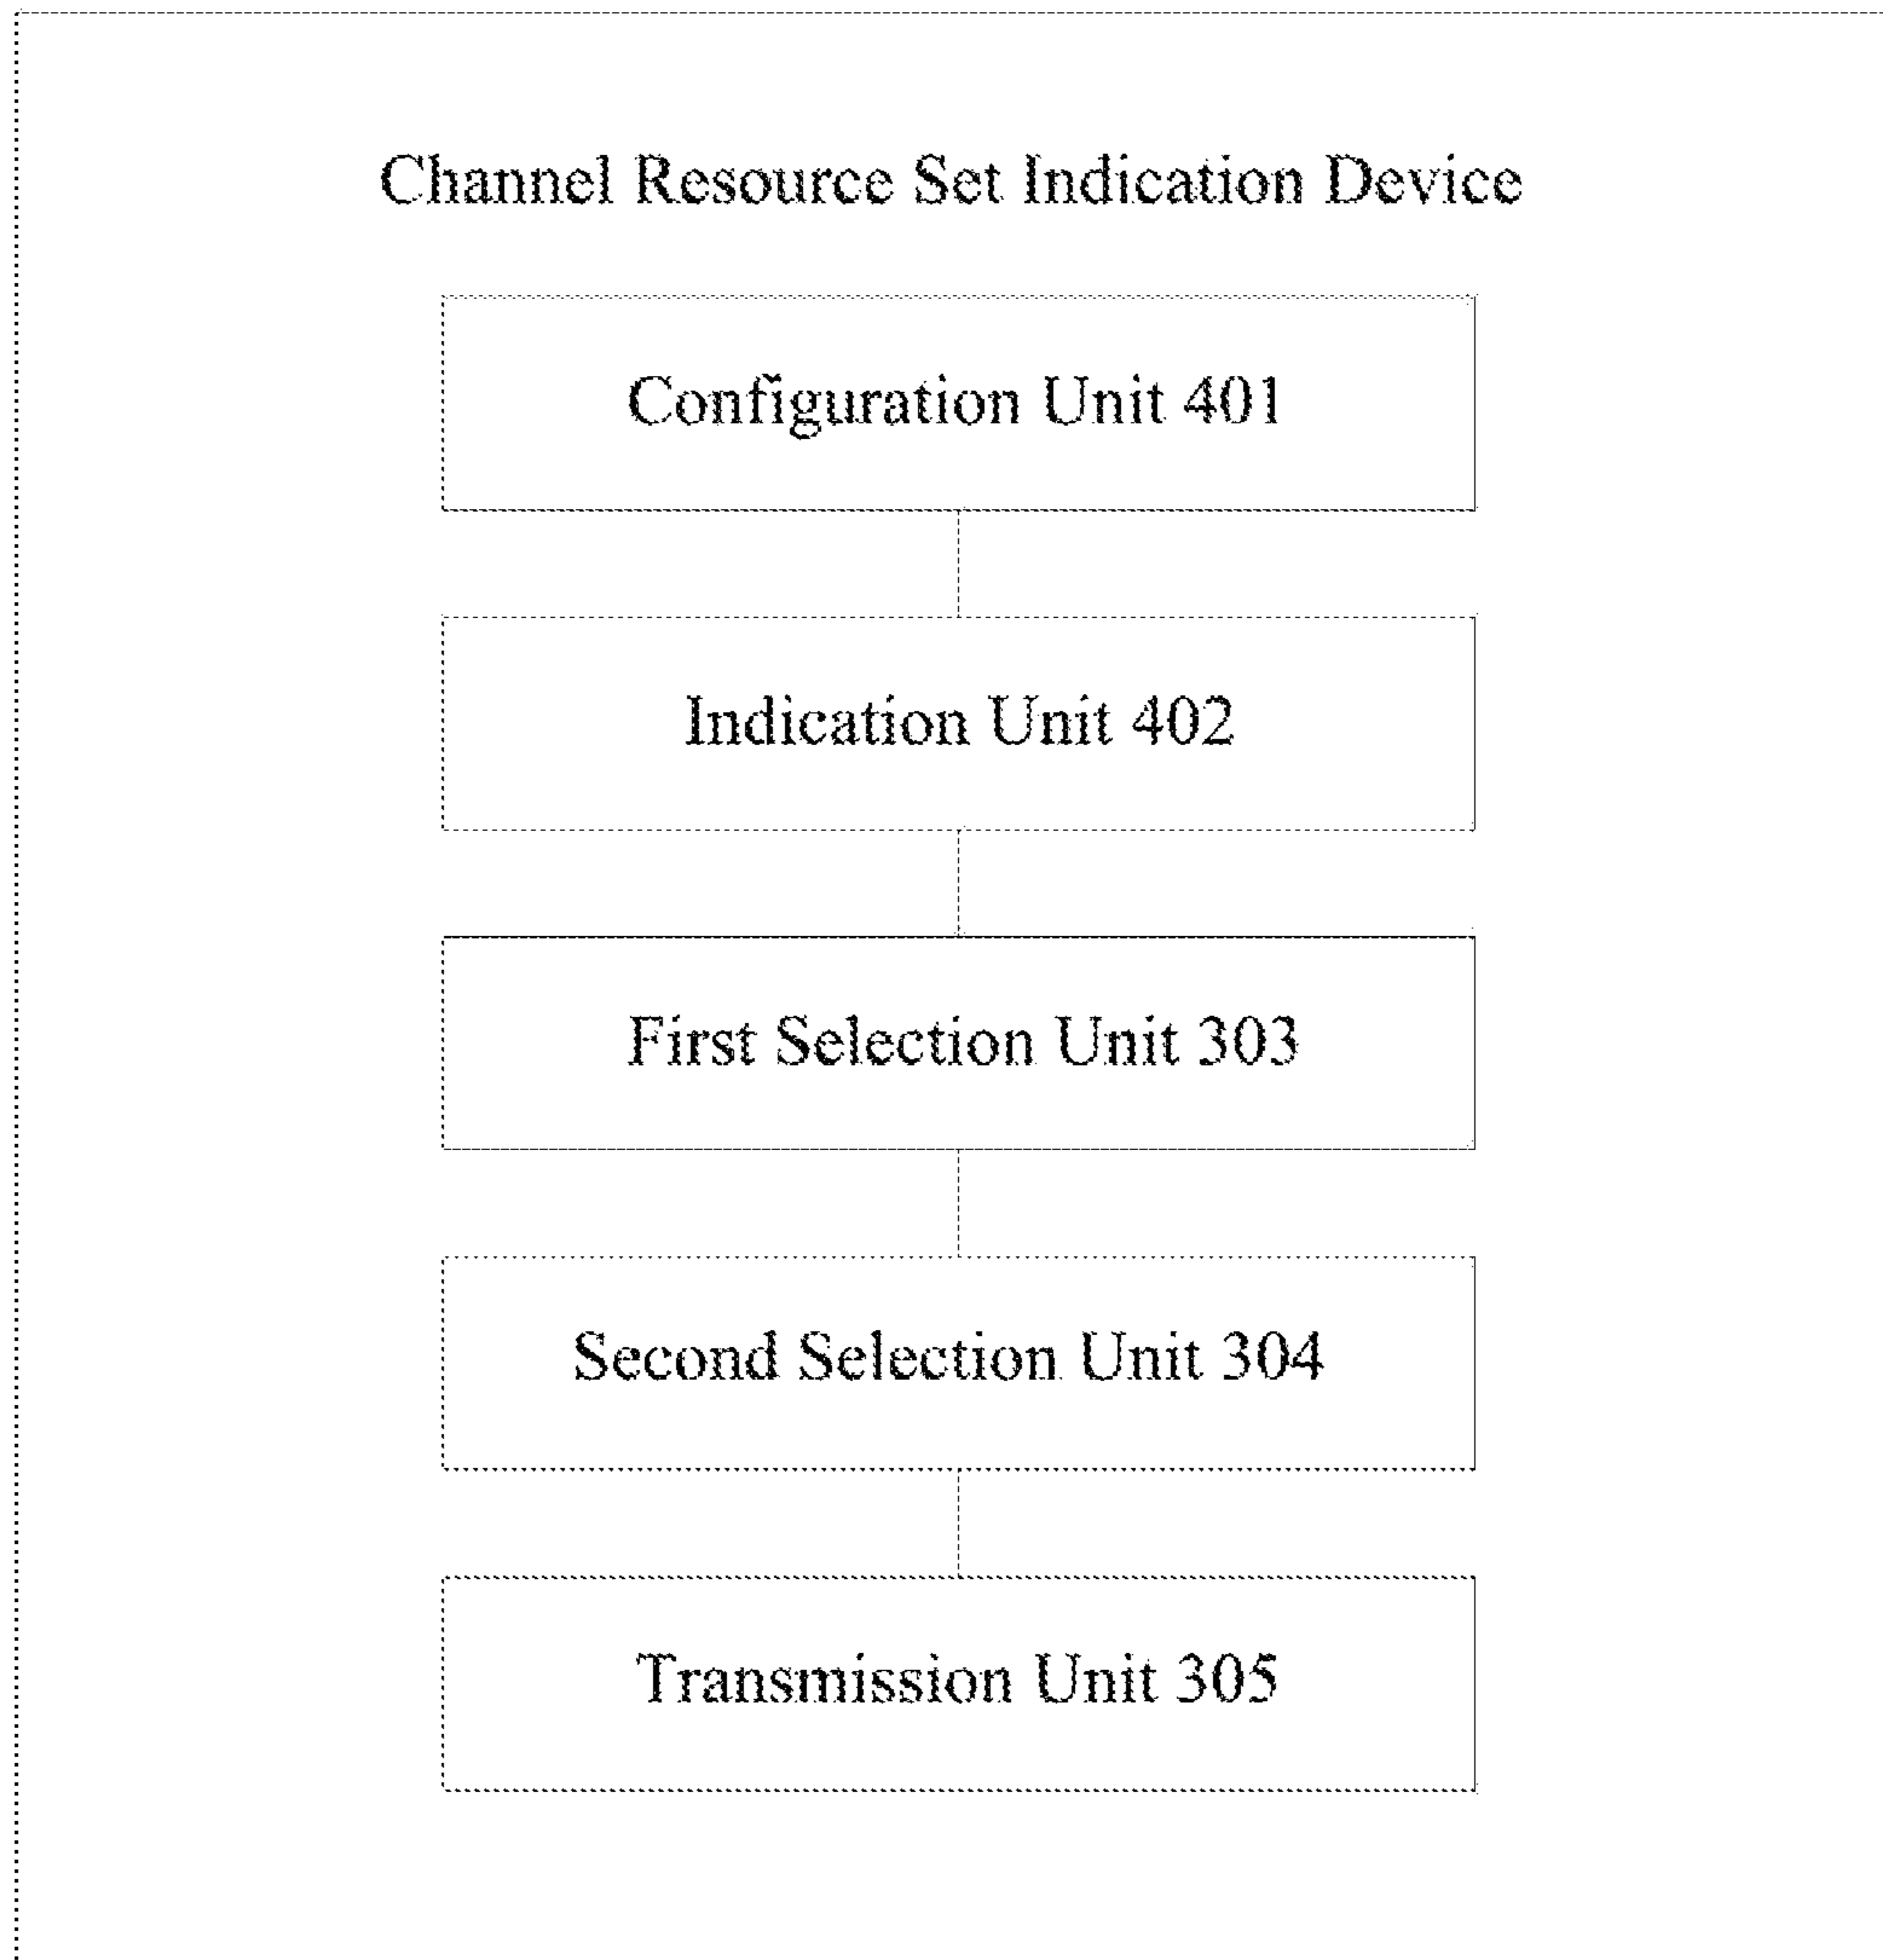 Channel Resource Set Indication Device
Configuration Unit 401
Indication Unit 402
First Selection Unit 303
Second Selection Unit 304
Transmission Unit 305